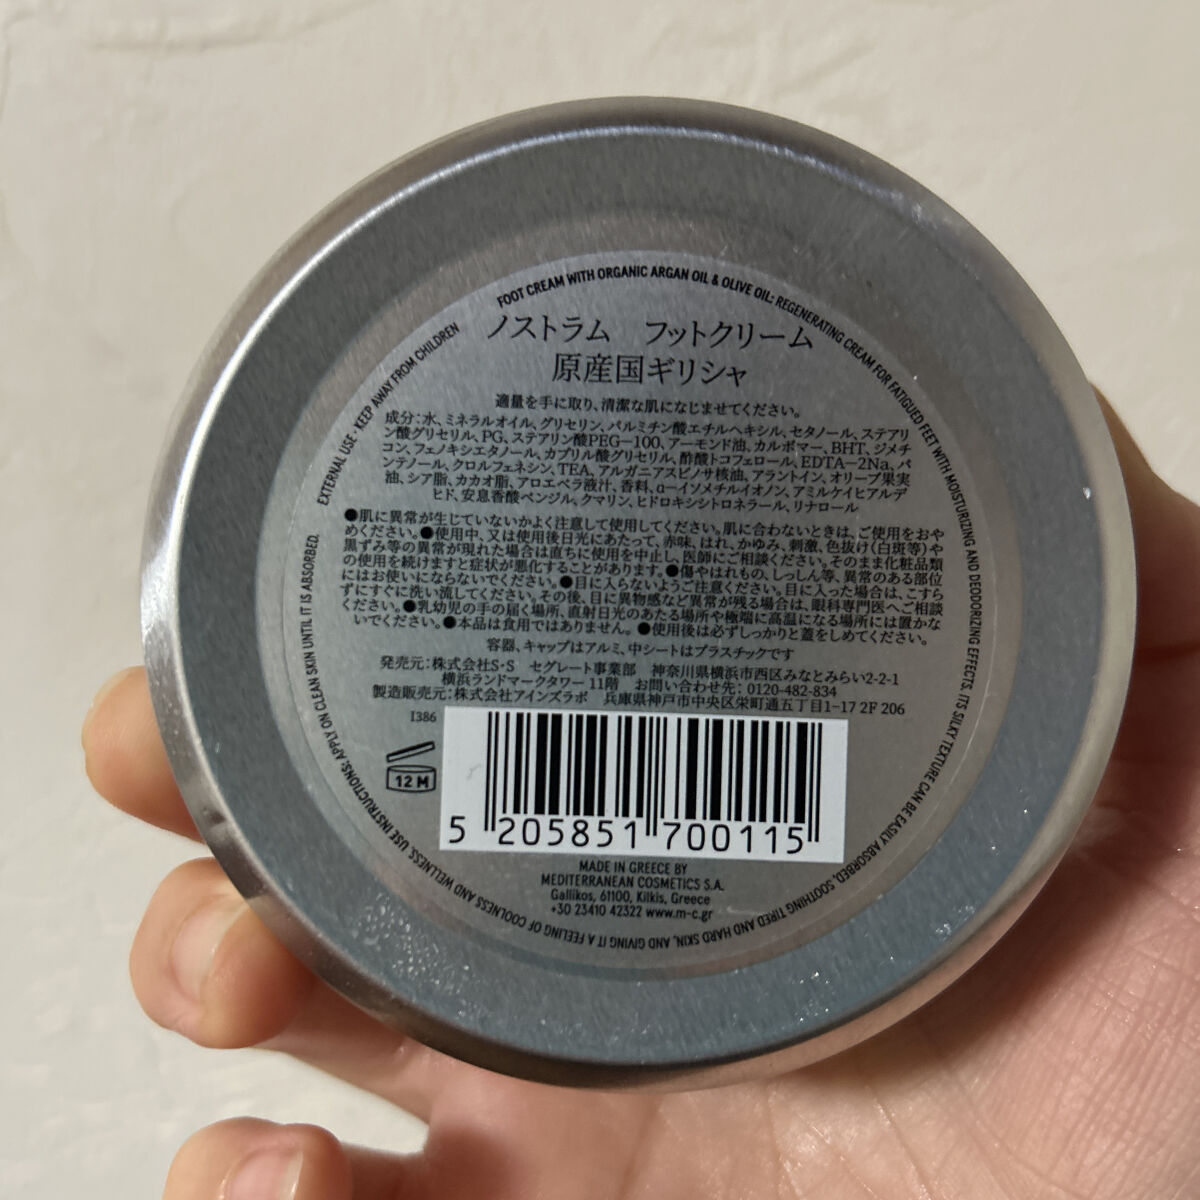 FOOT CREAM WITH ORGANIC ARGAN OIL & OLIVE OIL: REGENERATING CREAM FOR FATIGUED FEET WITH MOISTURIZING AND DEODORIZING EFFECTS. ITS SILKY TEXTURE CAN BE EASILY ABSORBED, SOOTHING TIRED AND HARD SKIN, AND GIVING IT A FEELING OF COOLNESS AND WELLNESS. USE INSTRUCTIONS: APPLY ON CLEAN SKIN UNTIL IT IS ABSORBED. EXTERNAL USE - KEEP AWAY FROM CHILDREN
ノストラム　フットクリーム
原産国ギリシャ
適量を手に取り、清潔な肌になじませてください。
成分：水、ミネラルオイル、グリセリン、パルミチン酸エチルヘキシル、セタノール、ステアリ
ン酸グリセリル、PG、ステアリン酸PEG-100、アーモンド油、カルボマー、BHT、ジメチ
コン、フェノキシエタノール、カプリル酸グリセリル、酢酸トコフェロール、EDTA-2Na、パ
ンテノール、クロルフェネシン、TEA、アルガニアスピノサ核油、アラントイン、オリーブ果実
油、シア脂、カカオ脂、アロエベラ液汁、香料、α-イソメチルイオノン、アミルケイヒアルデ
ヒド、安息香酸ベンジル、クマリン、ヒドロキシシトロネラール、リナロール
●肌に異常が生じていないかよく注意して使用してください。肌に合わないときは、ご使用をおや
めください。●使用中、又は使用後日光にあたって、赤味、はれ、かゆみ、刺激、色抜け(白斑等)や
黒ずみ等の異常が現れた場合は直ちに使用を中止し、医師にご相談ください。そのまま化粧品類
の使用を続けますと症状が悪化することがあります。●傷やはれもの、しっしん等、異常のある部位
にはお使いにならないでください。●目に入らないようご注意ください。目に入った場合は、こすら
ずにすぐに洗い流してください。その後、目に異物感など異常が残る場合は、眼科専門医へご相談
ください。●乳幼児の手の届く場所、直射日光のあたる場所や極端に高温になる場所には置かな
いでください。●本品は食用ではありません。●使用後は必ずしっかりと蓋をしめてください。
容器、キャップはアルミ、中シートはプラスチックです
発売元：株式会社S・S　セグレート事業部　神奈川県横浜市西区みなとみらい2-2-1
横浜ランドマークタワー 11階　お問い合わせ先：0120-482-834
製造販売元：株式会社アインズラボ　兵庫県神戸市中央区栄町通五丁目1-17 2F 206
I386
12 M
5 205851 700115
MADE IN GREECE BY
MEDITERRANEAN COSMETICS S.A.
Gallikos, 61100, Kilkis, Greece
+30 23410 42322 www.m-c.gr